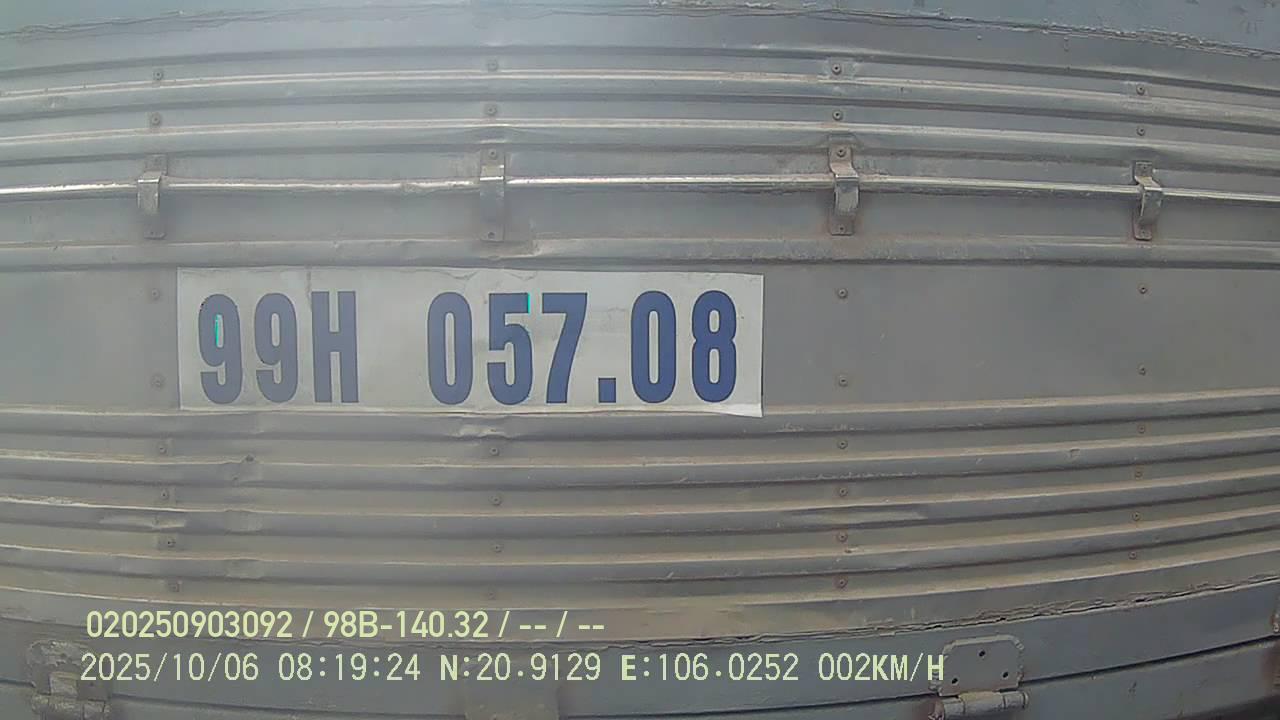 99H 057.08
020250903092 / 98B-140.32 / -- / --
2025/10/06 08:19:24 N:20.9129 E:106.0252 002KM/H